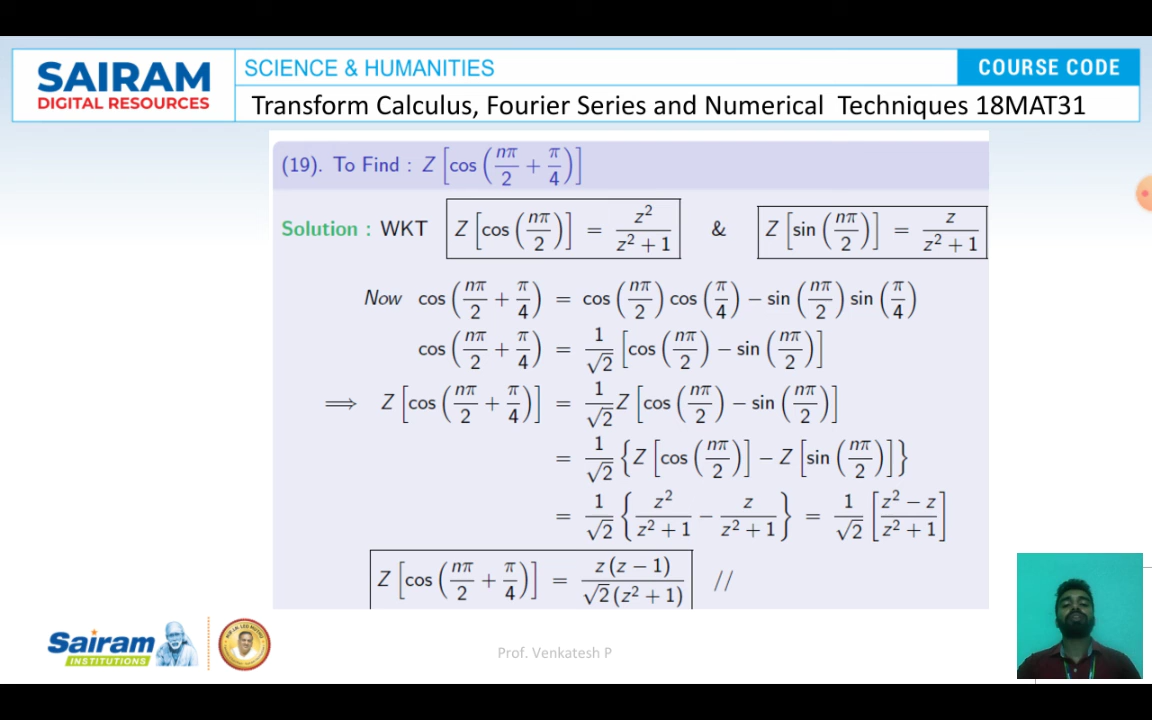 SAIRAM
DIGITAL RESOURCES
SCIENCE & HUMANITIES
COURSE CODE
Transform Calculus, Fourier Series and Numerical Techniques 18MAT31
(19). To Find : Z [cos (nπ/2 + π/4)]
Solution : WKT Z [cos (nπ/2)] = z²/(z² + 1) & Z [sin (nπ/2)] = z/(z² + 1)
Now cos (nπ/2 + π/4) = cos (nπ/2) cos (π/4) − sin (nπ/2) sin (π/4)
cos (nπ/2 + π/4) = 1/√2 [cos (nπ/2) − sin (nπ/2)]
⟹ Z [cos (nπ/2 + π/4)] = 1/√2 Z [cos (nπ/2) − sin (nπ/2)]
= 1/√2 {Z [cos (nπ/2)] − Z [sin (nπ/2)]}
= 1/√2 {z²/(z² + 1) − z/(z² + 1)} = 1/√2 [(z² − z)/(z² + 1)]
Z [cos (nπ/2 + π/4)] = z (z − 1)/(√2 (z² + 1)) //
Sairam
INSTITUTIONS
Prof. Venkatesh P